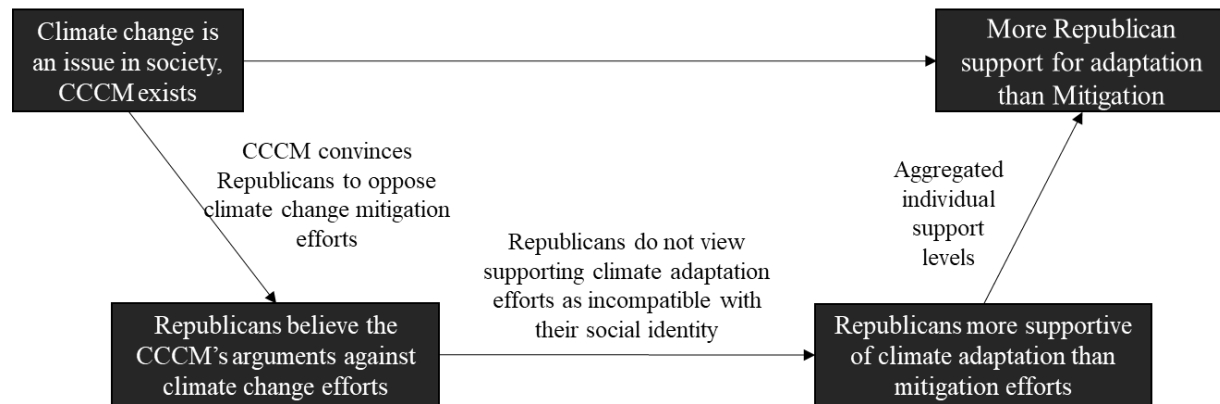 Climate change is
an issue in society,
CCCM exists
More Republican
support for adaptation
than Mitigation
CCCM convinces
Republicans to oppose
climate change mitigation
efforts
Aggregated
individual
support
levels
Republicans do not view
supporting climate adaptation
efforts as incompatible with
their social identity
Republicans believe the
CCCM’s arguments against
climate change efforts
Republicans more supportive
of climate adaptation than
mitigation efforts